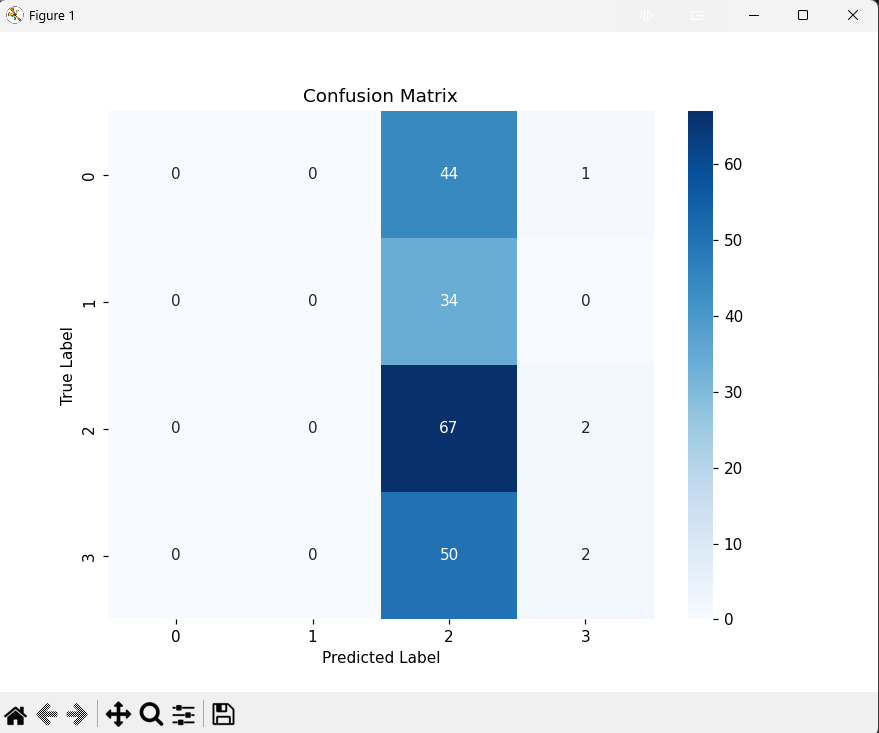 Figure 1
Confusion Matrix
0 0 0 44 1
1 0 0 34 0
2 0 0 67 2
3 0 0 50 2
0 1 2 3
True Label
Predicted Label
60
50
40
30
20
10
0